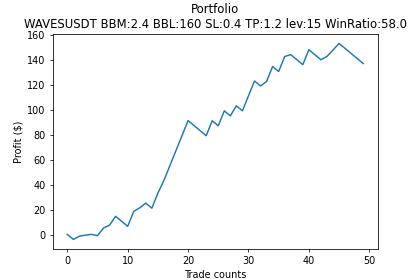 Portfolio
WAVESUSDT BBM:2.4 BBL:160 SL:0.4 TP:1.2 lev:15 WinRatio:58.0
160
140
120
100
80
60
40
20
0
Profit ($)
0 10 20 30 40 50
Trade counts